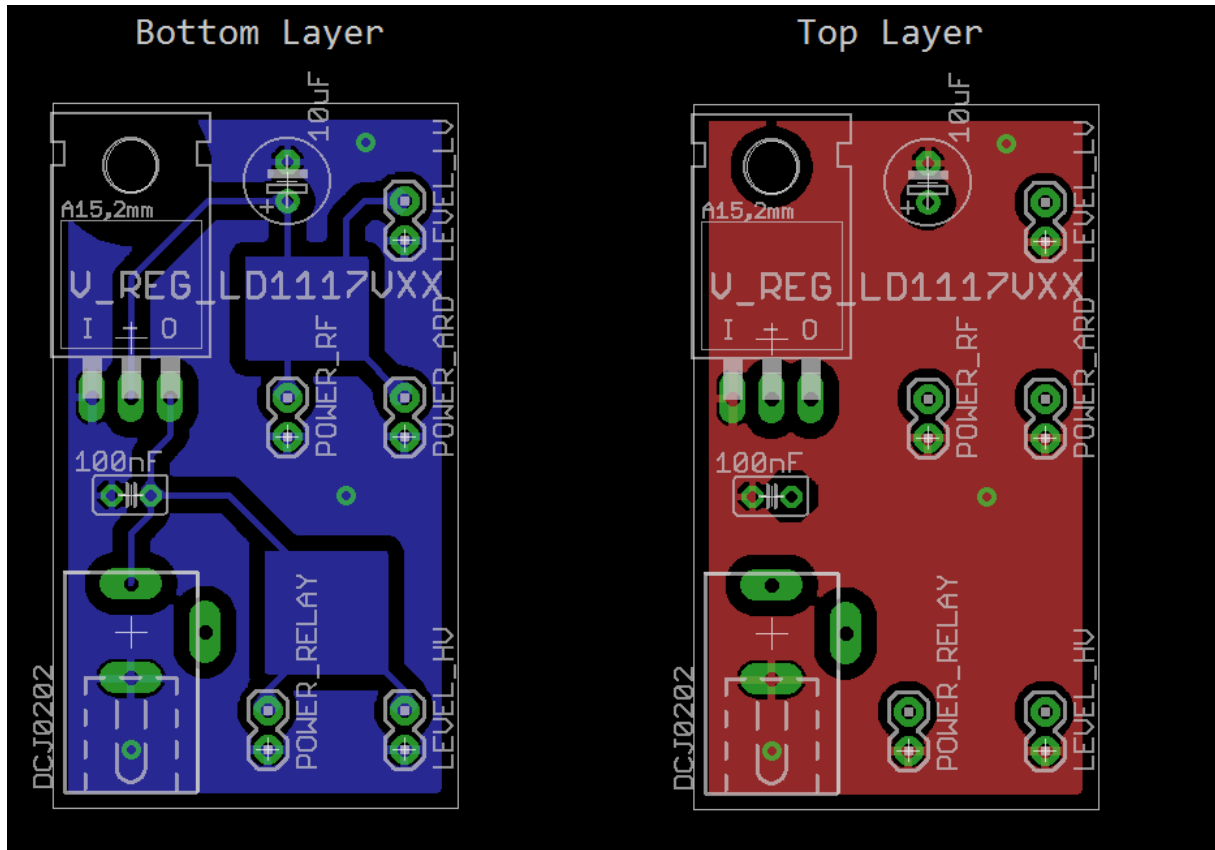 Bottom Layer
Top Layer
10uF
LEVEL_LV
A15,2mm
V_REG_LD1117VXX
I
O
POWER_RF
POWER_ARD
100nF
POWER_RELAY
LEVEL_HV
DCJ0202
10uF
LEVEL_LV
A15,2mm
V_REG_LD1117VXX
I
O
POWER_RF
POWER_ARD
100nF
POWER_RELAY
LEVEL_HV
DCJ0202